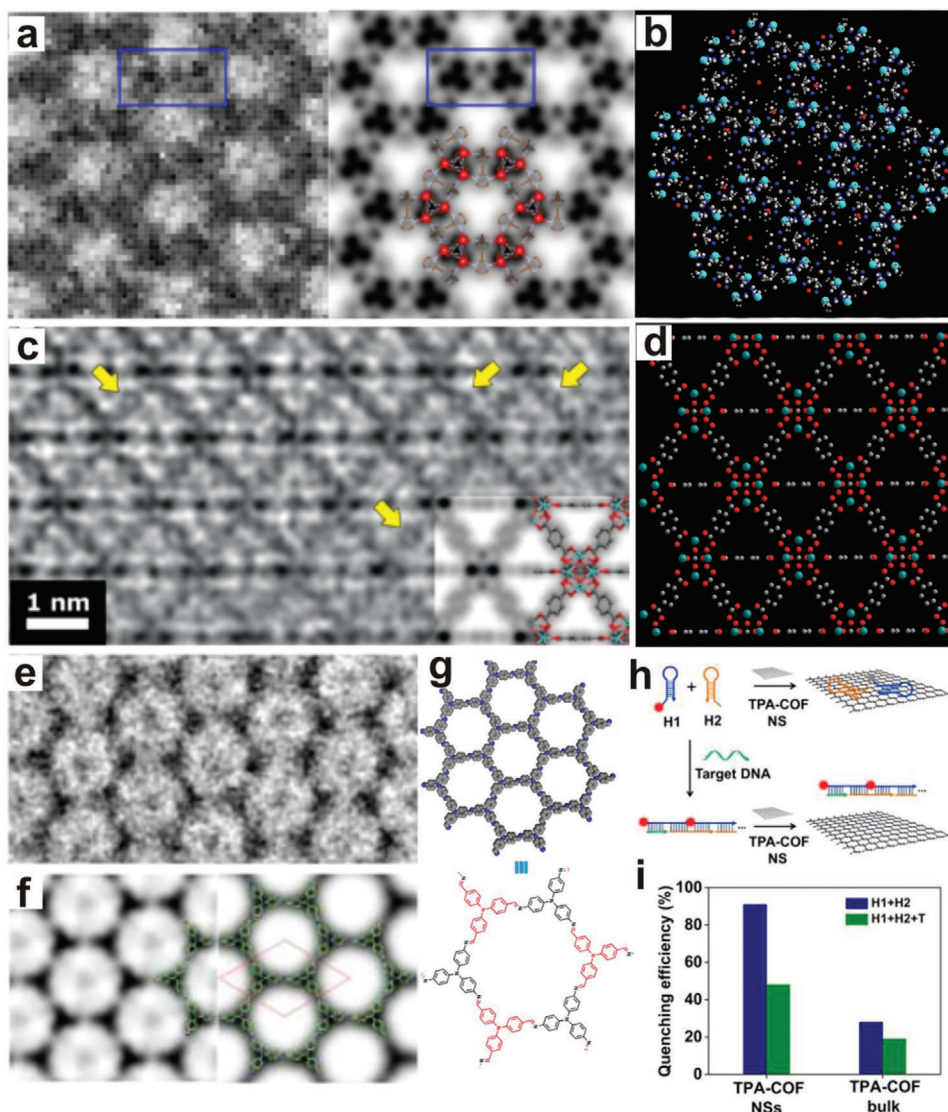 a
b
c
1 nm
d
e
f
g
h
H1
+
H2
TPA-COF
NS
Target DNA
...
...
TPA-COF
NS
i
Quenching efficiency (%)
100
80
60
40
20
0
H1+H2
H1+H2+T
TPA-COF
NSs
TPA-COF
bulk